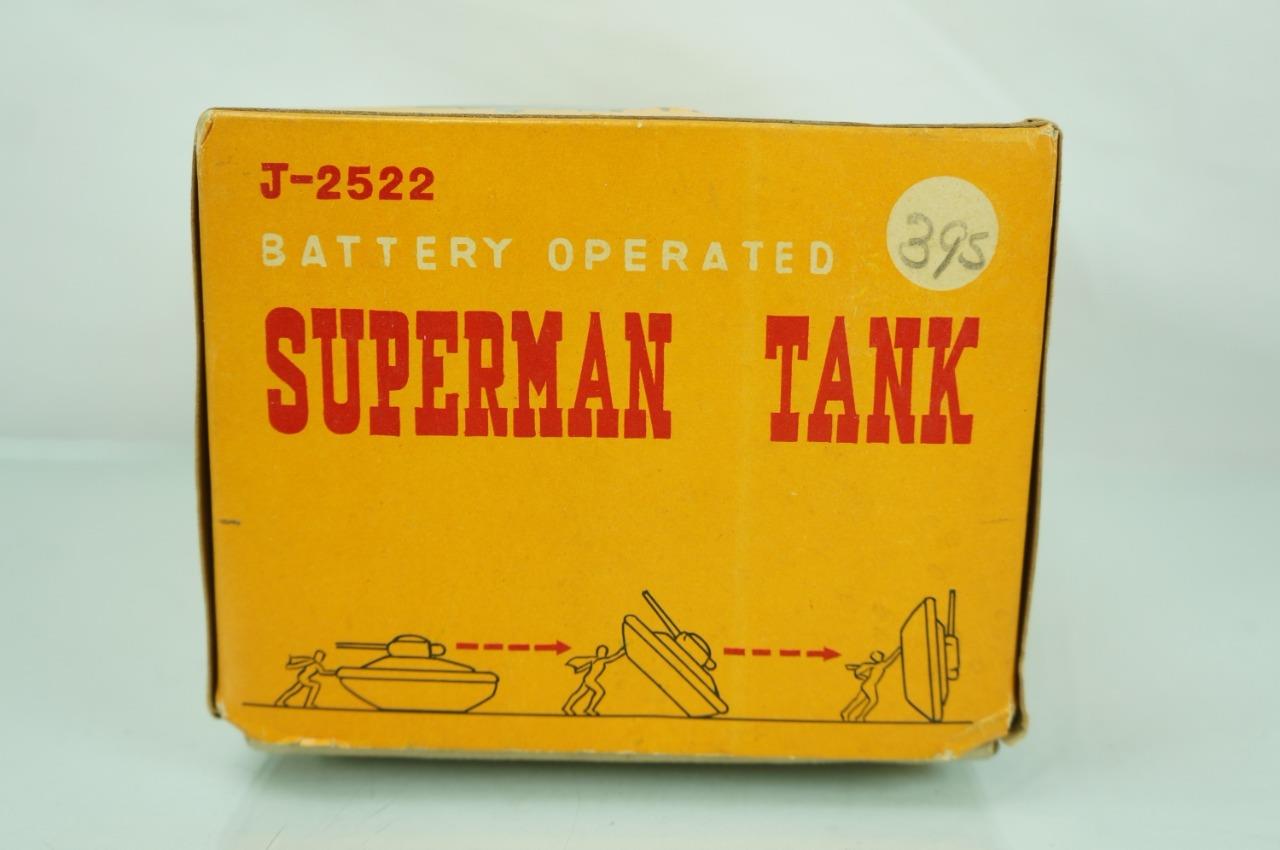 J-2522
395
BATTERY OPERATED
SUPERMAN TANK